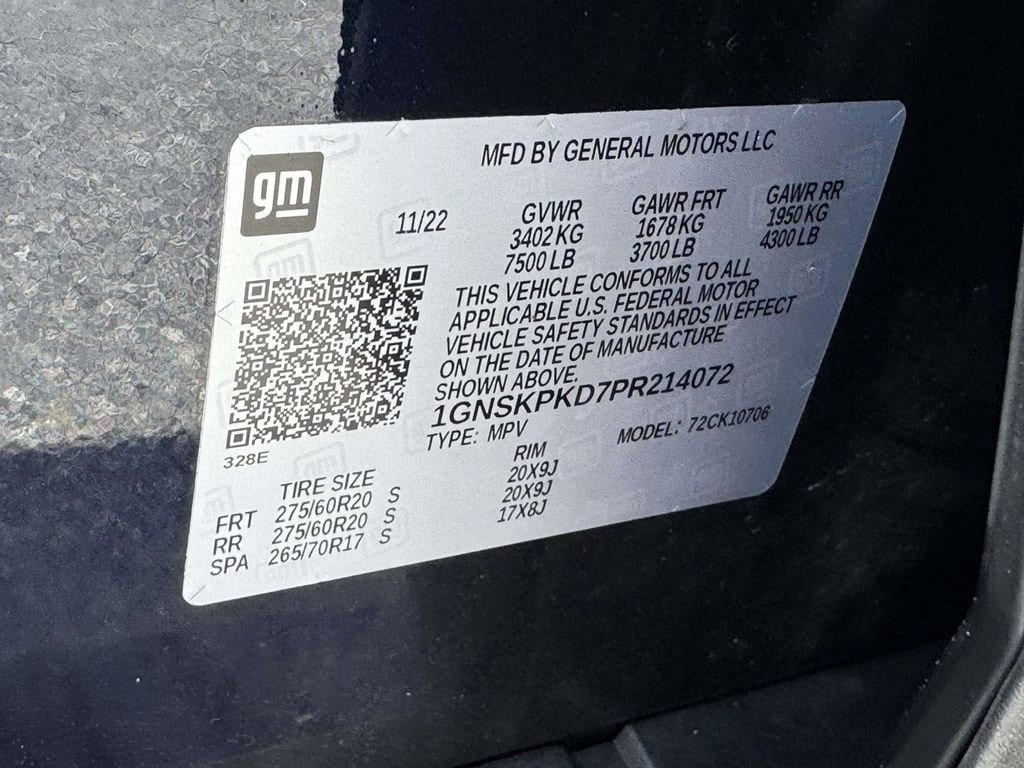 gm
MFD BY GENERAL MOTORS LLC
11/22
GVWR
3402 KG
7500 LB
GAWR FRT
1678 KG
3700 LB
GAWR RR
1950 KG
4300 LB
THIS VEHICLE CONFORMS TO ALL
APPLICABLE U.S. FEDERAL MOTOR
VEHICLE SAFETY STANDARDS IN EFFECT
ON THE DATE OF MANUFACTURE
SHOWN ABOVE.
1GNSKPKD7PR214072
TYPE: MPV MODEL: 72CK10706
328E
TIRE SIZE RIM
FRT 275/60R20 S 20X9J
RR 275/60R20 S 20X9J
SPA 265/70R17 S 17X8J